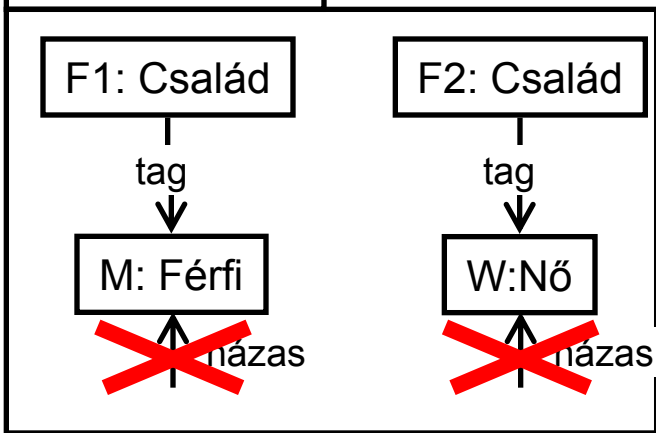 F1: Család F2: Család
tag tag
M: Férfi W:Nő
házas házas